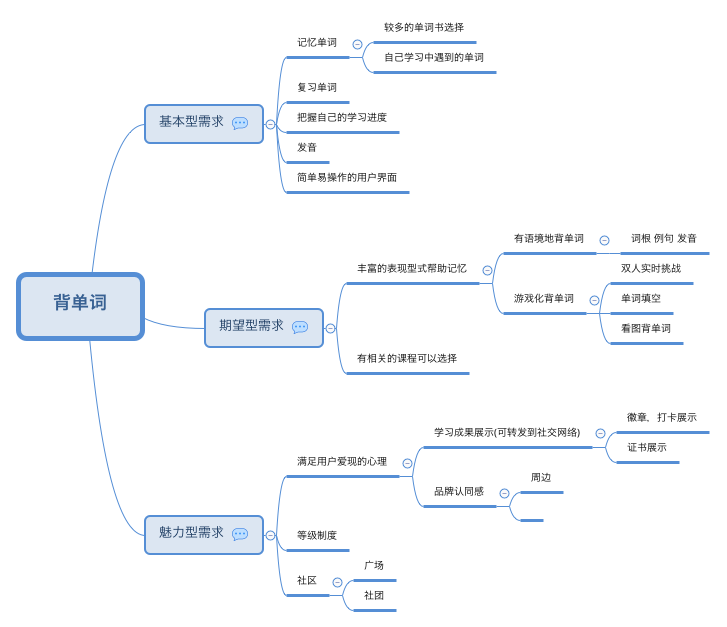 背单词
基本型需求
记忆单词
较多的单词书选择
自己学习中遇到的单词
复习单词
把握自己的学习进度
发音
简单易操作的用户界面
期望型需求
丰富的表现型式帮助记忆
有语境地背单词
词根 例句 发音
游戏化背单词
双人实时挑战
单词填空
看图背单词
有相关的课程可以选择
魅力型需求
满足用户爱现的心理
学习成果展示(可转发到社交网络)
徽章、打卡展示
证书展示
品牌认同感
周边
等级制度
社区
广场
社团